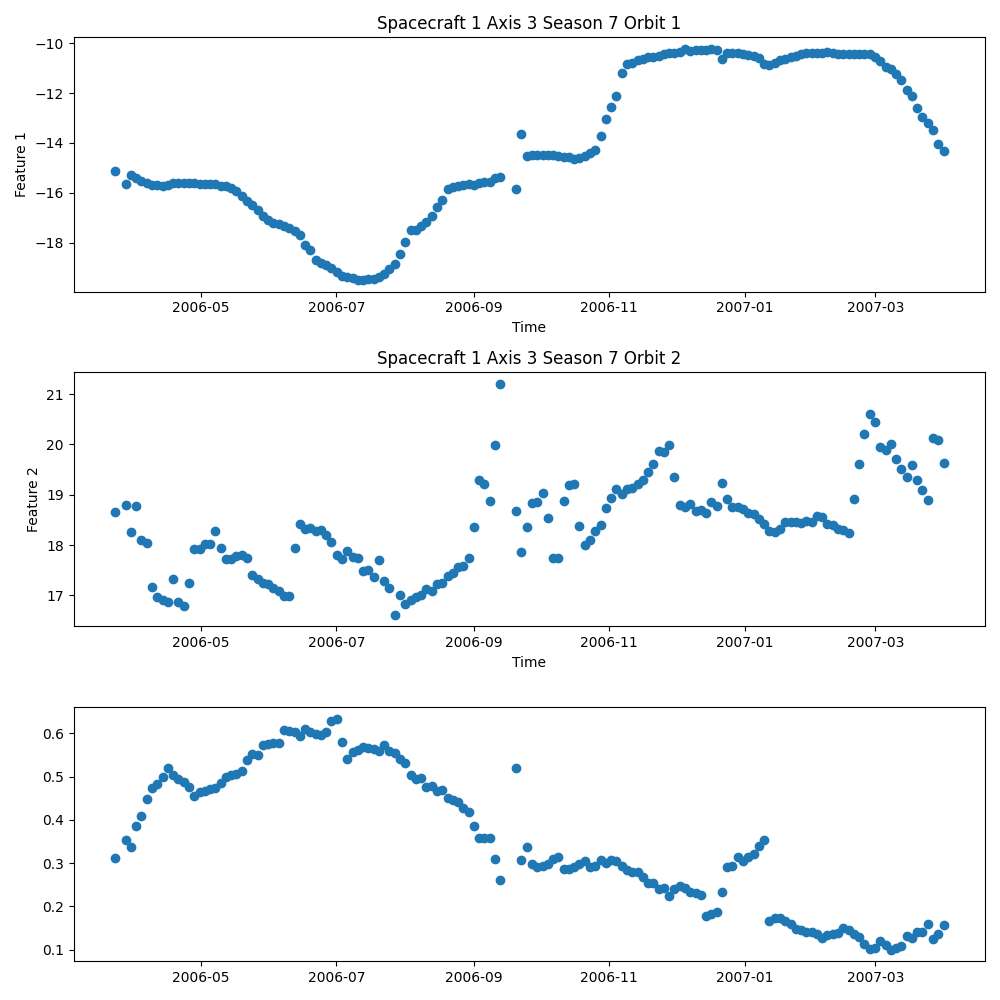 Spacecraft 1 Axis 3 Season 7 Orbit 1
Feature 1
−10
−12
−14
−16
−18
2006-05 2006-07 2006-09 2006-11 2007-01 2007-03
Time
Spacecraft 1 Axis 3 Season 7 Orbit 2
Feature 2
21
20
19
18
17
2006-05 2006-07 2006-09 2006-11 2007-01 2007-03
Time
0.6
0.5
0.4
0.3
0.2
0.1
2006-05 2006-07 2006-09 2006-11 2007-01 2007-03